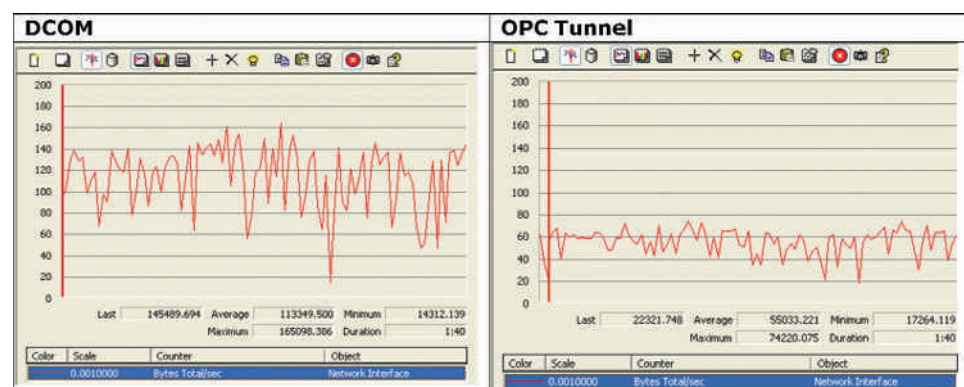 DCOM
200
180
160
140
120
100
80
60
40
20
0
Last 145489.694 Average 113349.500 Minimum 14312.139
Maximum 165098.386 Duration 1:40
Color Scale Counter Object
0.0010000 Bytes Total/sec Network Interface
OPC Tunnel
200
180
160
140
120
100
80
60
40
20
0
Last 22321.748 Average 55033.221 Minimum 17264.119
Maximum 74220.075 Duration 1:40
Color Scale Counter Object
0.0010000 Bytes Total/sec Network Interface